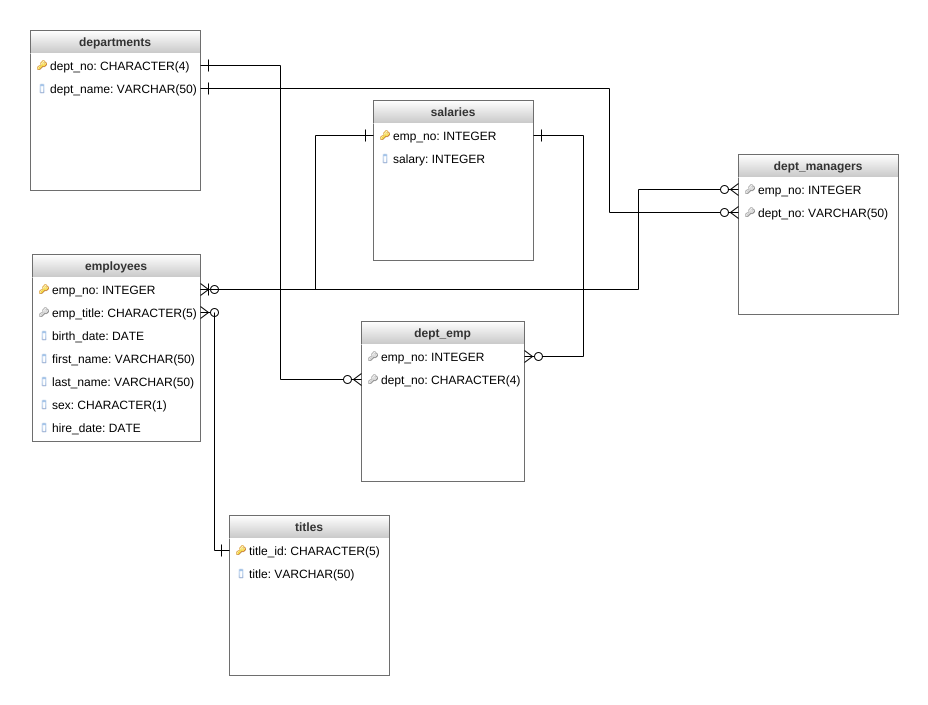 departments
dept_no: CHARACTER(4)
dept_name: VARCHAR(50)
salaries
emp_no: INTEGER
salary: INTEGER
dept_managers
emp_no: INTEGER
dept_no: VARCHAR(50)
employees
emp_no: INTEGER
emp_title: CHARACTER(5)
birth_date: DATE
first_name: VARCHAR(50)
last_name: VARCHAR(50)
sex: CHARACTER(1)
hire_date: DATE
dept_emp
emp_no: INTEGER
dept_no: CHARACTER(4)
titles
title_id: CHARACTER(5)
title: VARCHAR(50)